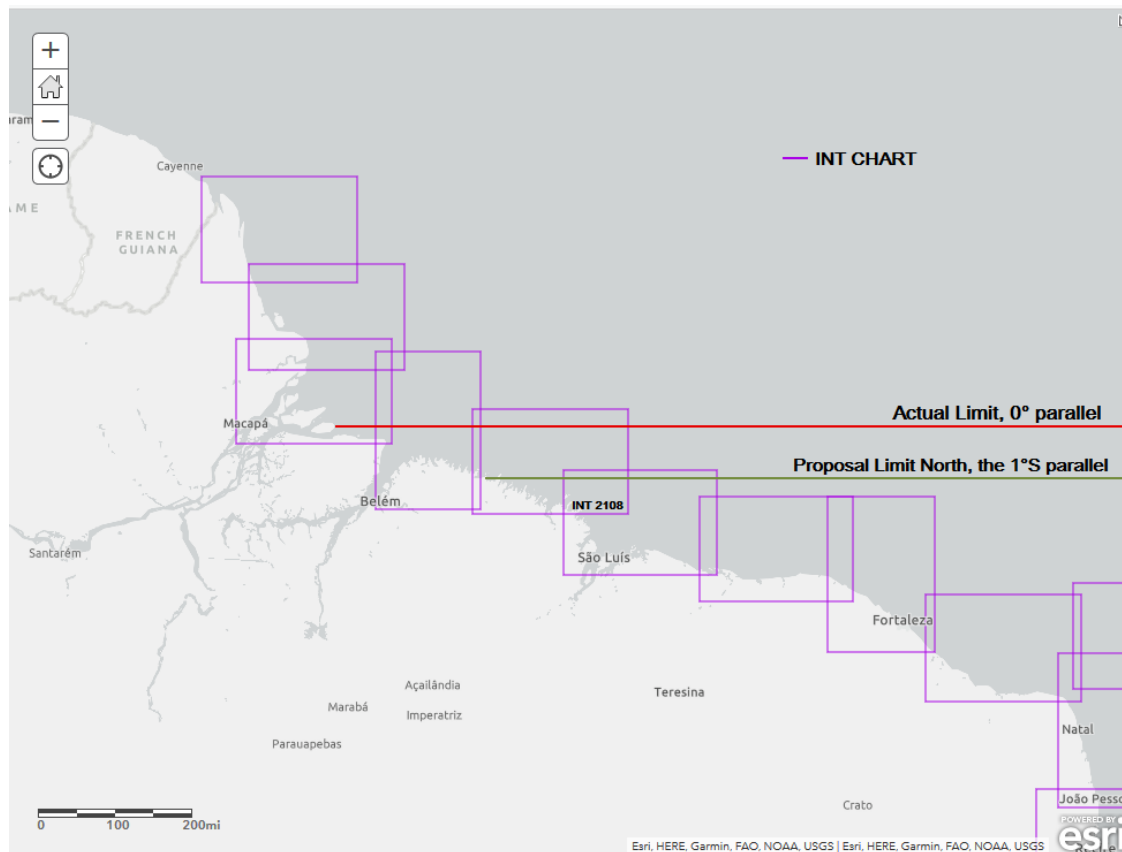 +
−
aram
Cayenne
INT CHART
AME
FRENCH
GUIANA
Actual Limit, 0° parallel
Macapá
Proposal Limit North, the 1°S parallel
Belém
INT 2108
Santarém
São Luís
Fortaleza
Açailândia
Teresina
Marabá
Imperatriz
Natal
Parauapebas
João Pesso
Crato
0 100 200mi
POWERED BY
esri
Esri, HERE, Garmin, FAO, NOAA, USGS | Esri, HERE, Garmin, FAO, NOAA, USGS